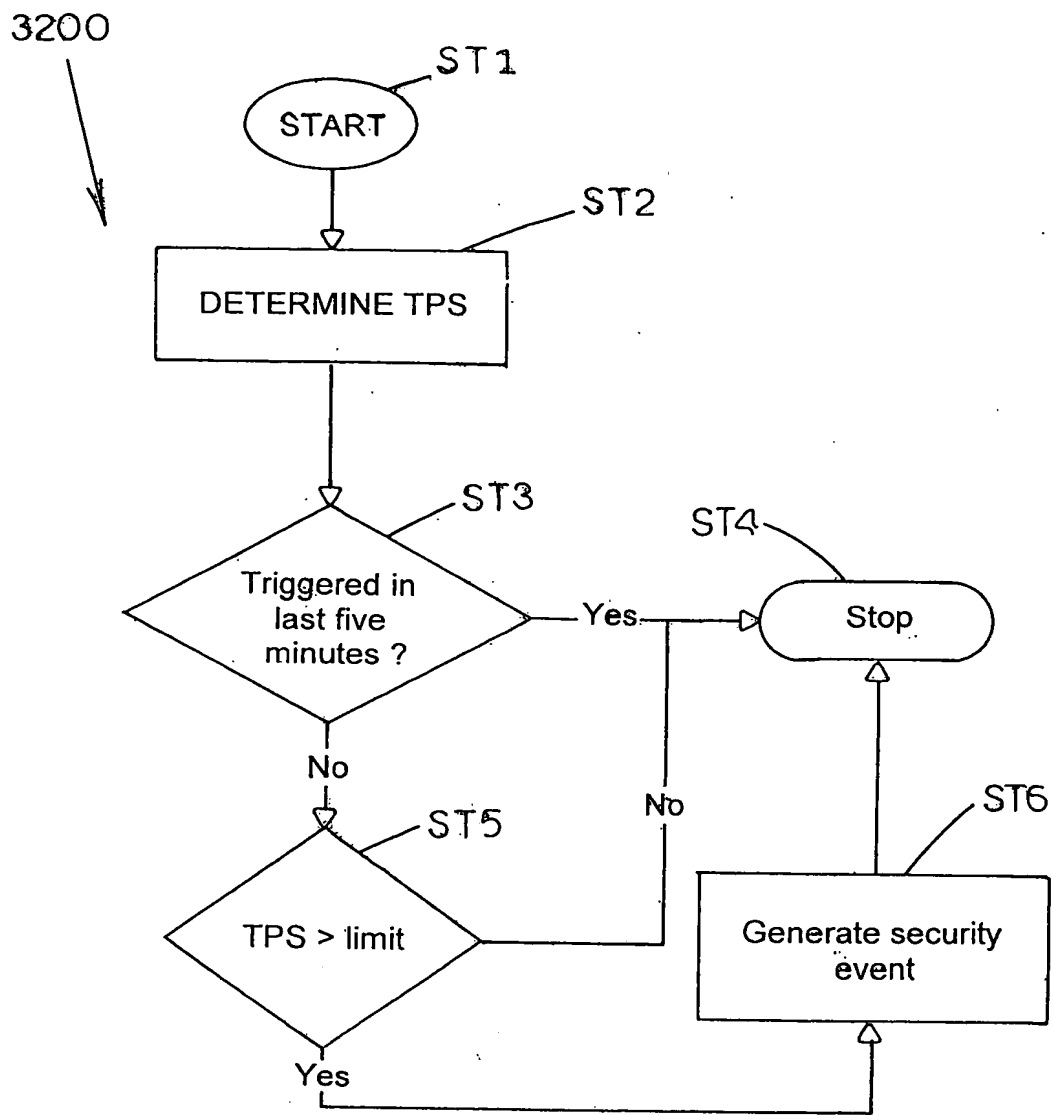 3200
ST1
START
ST2
DETERMINE TPS
ST3
Triggered in
last five
minutes ?
Yes
ST4
Stop
No
ST5
TPS > limit
No
ST6
Generate security
event
Yes